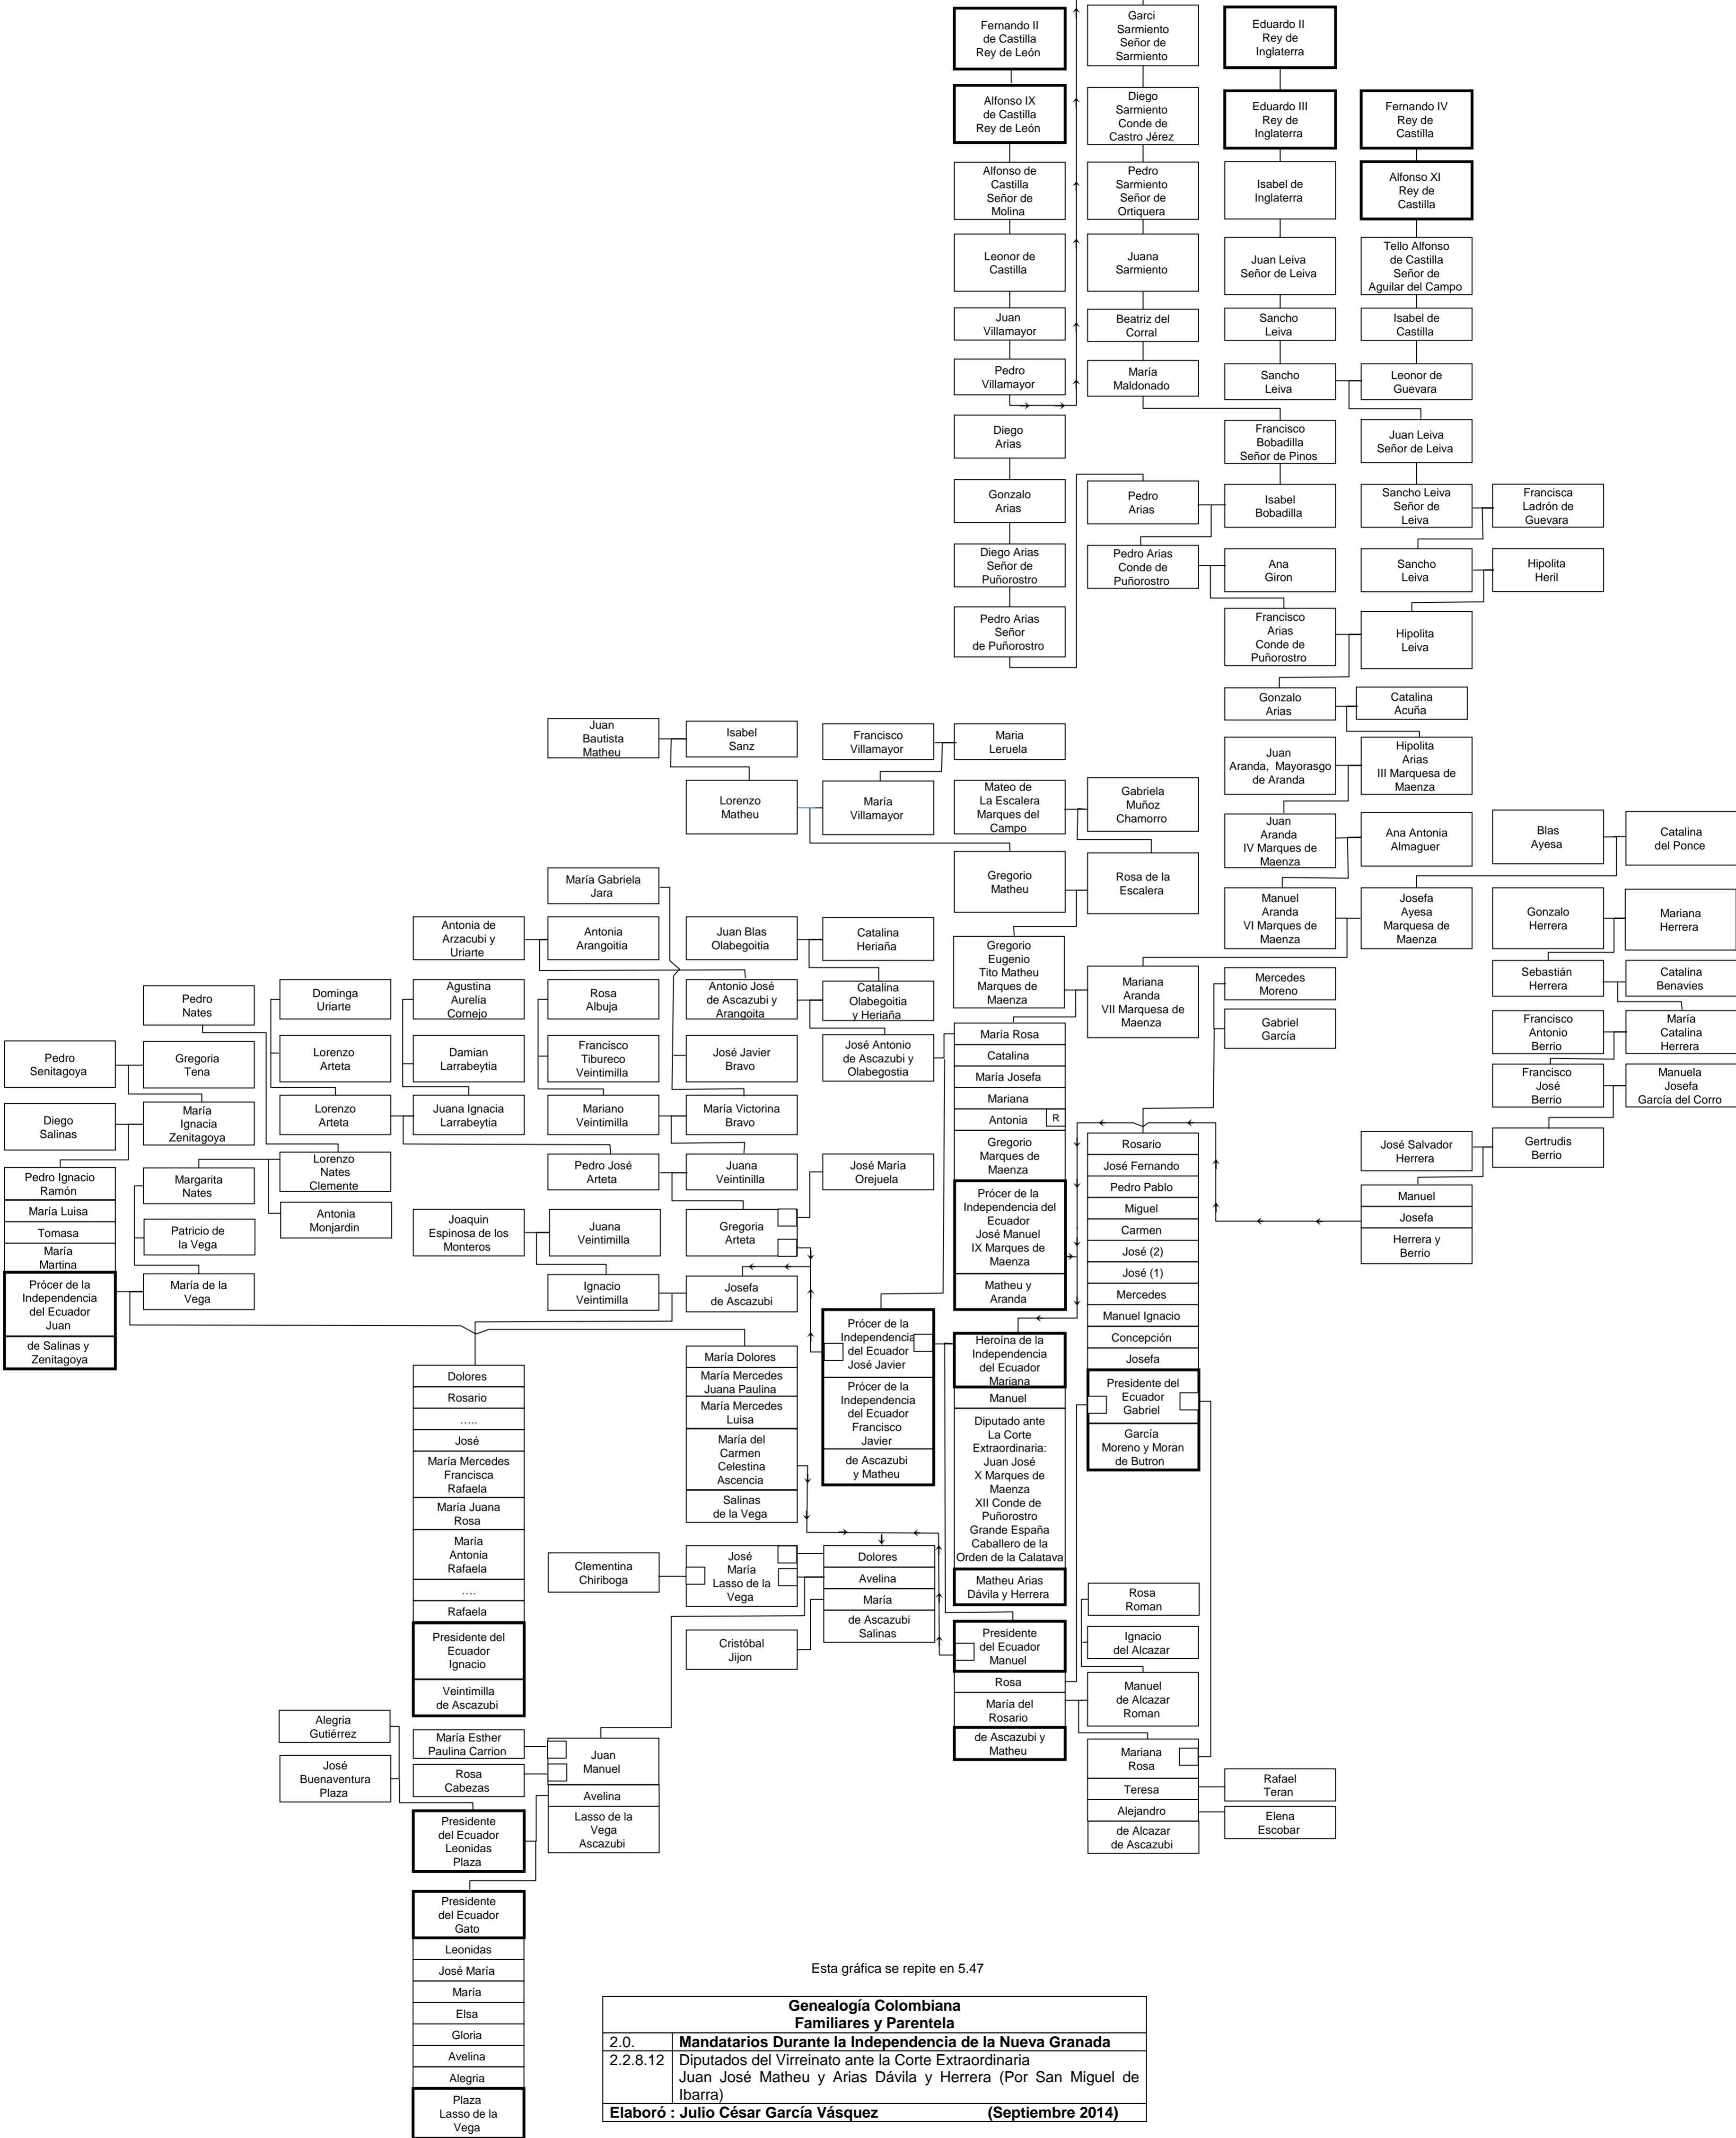 Fernando II
de Castilla
Rey de León
Garci
Sarmiento
Señor de
Sarmiento
Eduardo II
Rey de
Inglaterra
Alfonso IX
de Castilla
Rey de León
Diego
Sarmiento
Conde de
Castro Jérez
Eduardo III
Rey de
Inglaterra
Fernando IV
Rey de
Castilla
Alfonso de
Castilla
Señor de
Molina
Pedro
Sarmiento
Señor de
Ortiquera
Isabel de
Inglaterra
Alfonso XI
Rey de
Castilla
Leonor de
Castilla
Juana
Sarmiento
Juan Leiva
Señor de Leiva
Tello Alfonso
de Castilla
Señor de
Aguilar del Campo
Juan
Villamayor
Beatriz del
Corral
Sancho
Leiva
Isabel de
Castilla
Pedro
Villamayor
María
Maldonado
Sancho
Leiva
Leonor de
Guevara
Diego
Arias
Francisco
Bobadilla
Señor de Pinos
Juan Leiva
Señor de Leiva
Gonzalo
Arias
Pedro
Arias
Isabel
Bobadilla
Sancho Leiva
Señor de
Leiva
Francisca
Ladrón de
Guevara
Diego Arias
Señor de
Puñorostro
Pedro Arias
Conde de
Puñorostro
Ana
Giron
Sancho
Leiva
Hipolita
Heril
Pedro Arias
Señor
de Puñorostro
Francisco
Arias
Conde de
Puñorostro
Hipolita
Leiva
Gonzalo
Arias
Catalina
Acuña
Juan
Bautista
Matheu
Isabel
Sanz
Francisco
Villamayor
Maria
Leruela
Juan
Aranda, Mayorasgo
de Aranda
Hipolita
Arias
III Marquesa de
Maenza
Lorenzo
Matheu
María
Villamayor
Mateo de
La Escalera
Marques del
Campo
Gabriela
Muñoz
Chamorro
Juan
Aranda
IV Marques de
Maenza
Ana Antonia
Almaguer
Blas
Ayesa
Catalina
del Ponce
Gregorio
Matheu
Rosa de la
Escalera
María Gabriela
Jara
Manuel
Aranda
VI Marques de
Maenza
Josefa
Ayesa
Marquesa de
Maenza
Gonzalo
Herrera
Mariana
Herrera
Antonia de
Arzacubi y
Uriarte
Antonia
Arangoitia
Juan Blas
Olabegoitia
Catalina
Heriaña
Gregorio
Eugenio
Tito Matheu
Marques de
Maenza
Mariana
Aranda
VII Marquesa de
Maenza
Mercedes
Moreno
Sebastián
Herrera
Catalina
Benavies
Pedro
Nates
Dominga
Uriarte
Agustina
Aurelia
Cornejo
Rosa
Albuja
Antonio José
de Ascazubi y
Arangoita
Catalina
Olabegoitia
y Heriaña
Gabriel
García
Francisco
Antonio
Berrio
María
Catalina
Herrera
Pedro
Senitagoya
Gregoria
Tena
Lorenzo
Arteta
Damian
Larrabeytia
Francisco
Tibureco
Veintimilla
José Javier
Bravo
José Antonio
de Ascazubi y
Olabegostia
María Rosa
Catalina
María Josefa
Mariana
Antonia
R
Gregorio
Marques de
Maenza
Prócer de la
Independencia del
Ecuador
José Manuel
IX Marques de
Maenza
Matheu y
Aranda
Francisco
José
Berrio
Manuela
Josefa
García del Corro
Diego
Salinas
María
Ignacia
Zenitagoya
Lorenzo
Arteta
Juana Ignacia
Larrabeytia
Mariano
Veintimilla
María Victorina
Bravo
José Salvador
Herrera
Gertrudis
Berrio
Pedro Ignacio
Ramón
María Luisa
Tomasa
María
Martina
Prócer de la
Independencia
del Ecuador
Juan
de Salinas y
Zenitagoya
Margarita
Nates
Lorenzo
Nates
Clemente
Pedro José
Arteta
Juana
Veintinilla
José María
Orejuela
Rosario
José Fernando
Pedro Pablo
Miguel
Carmen
José (2)
José (1)
Mercedes
Manuel Ignacio
Concepción
Josefa
Presidente del
Ecuador
Gabriel
García
Moreno y Moran
de Butron
Manuel
Josefa
Herrera y
Berrio
Patricio de
la Vega
Antonia
Monjardin
Joaquin
Espinosa de los
Monteros
Juana
Veintimilla
Gregoria
Arteta
María de la
Vega
Ignacio
Veintimilla
Josefa
de Ascazubi
Prócer de la
Independencia
del Ecuador
José Javier
Prócer de la
Independencia
del Ecuador
Francisco
Javier
de Ascazubi
y Matheu
Heroína de la
Independencia
del Ecuador
Mariana
Manuel
Diputado ante
La Corte
Extraordinaria:
Juan José
X Marques de
Maenza
XII Conde de
Puñorostro
Grande España
Caballero de la
Orden de la Calatava
Matheu Arias
Dávila y Herrera
Dolores
Rosario
…..
José
María Mercedes
Francisca
Rafaela
María Juana
Rosa
María
Antonia
Rafaela
….
Rafaela
Presidente del
Ecuador
Ignacio
Veintimilla
de Ascazubi
María Dolores
María Mercedes
Juana Paulina
María Mercedes
Luisa
María del
Carmen
Celestina
Ascencia
Salinas
de la Vega
Clementina
Chiriboga
José
María
Lasso de la
Vega
Dolores
Avelina
María
de Ascazubi
Salinas
Cristóbal
Jijon
Presidente
del Ecuador
Manuel
Rosa
María del
Rosario
de Ascazubi y
Matheu
Rosa
Roman
Ignacio
del Alcazar
Manuel
de Alcazar
Roman
Mariana
Rosa
Teresa
Alejandro
de Alcazar
de Ascazubi
Rafael
Teran
Elena
Escobar
Alegria
Gutiérrez
José
Buenaventura
Plaza
María Esther
Paulina Carrion
Rosa
Cabezas
Juan
Manuel
Avelina
Lasso de la
Vega
Ascazubi
Presidente
del Ecuador
Leonidas
Plaza
Presidente
del Ecuador
Gato
Leonidas
José María
María
Elsa
Gloria
Avelina
Alegria
Plaza
Lasso de la
Vega
Esta gráfica se repite en 5.47
Genealogía Colombiana
Familiares y Parentela
2.0. Mandatarios Durante la Independencia de la Nueva Granada
2.2.8.12 Diputados del Virreinato ante la Corte Extraordinaria
Juan José Matheu y Arias Dávila y Herrera (Por San Miguel de
Ibarra)
Elaboró : Julio César García Vásquez (Septiembre 2014)